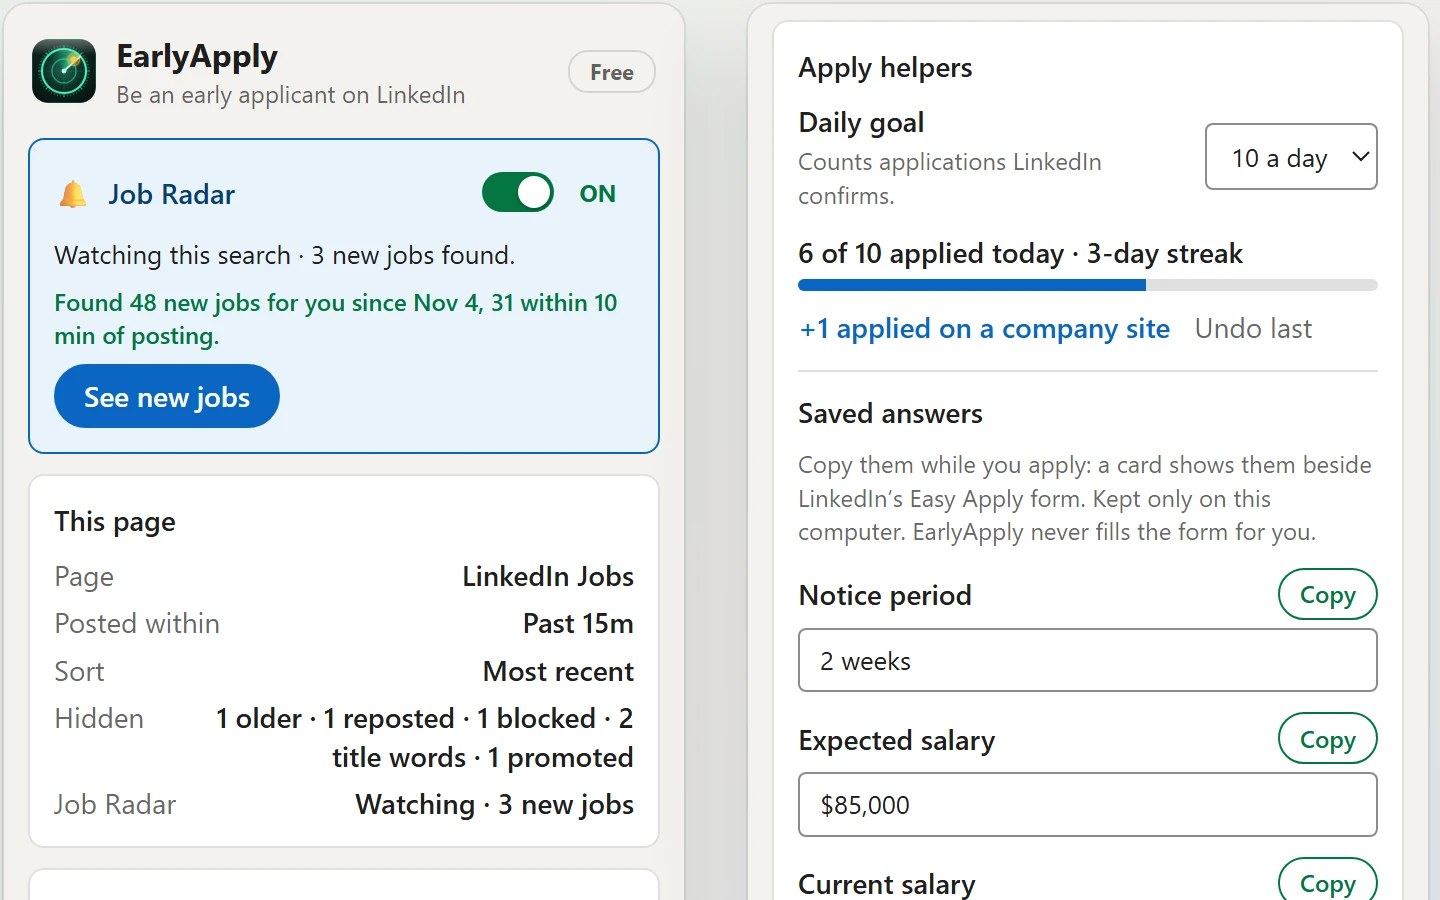 EarlyApply
Be an early applicant on LinkedIn
Free
Job Radar
ON
Watching this search · 3 new jobs found.
Found 48 new jobs for you since Nov 4, 31 within 10
min of posting.
See new jobs
This page
Page LinkedIn Jobs
Posted within Past 15m
Sort Most recent
Hidden 1 older · 1 reposted · 1 blocked · 2
title words · 1 promoted
Job Radar Watching · 3 new jobs
Apply helpers
Daily goal
Counts applications LinkedIn
confirms.
10 a day
6 of 10 applied today · 3-day streak
+1 applied on a company site Undo last
Saved answers
Copy them while you apply: a card shows them beside
LinkedIn’s Easy Apply form. Kept only on this
computer. EarlyApply never fills the form for you.
Notice period Copy
2 weeks
Expected salary Copy
$85,000
Current salary Copy